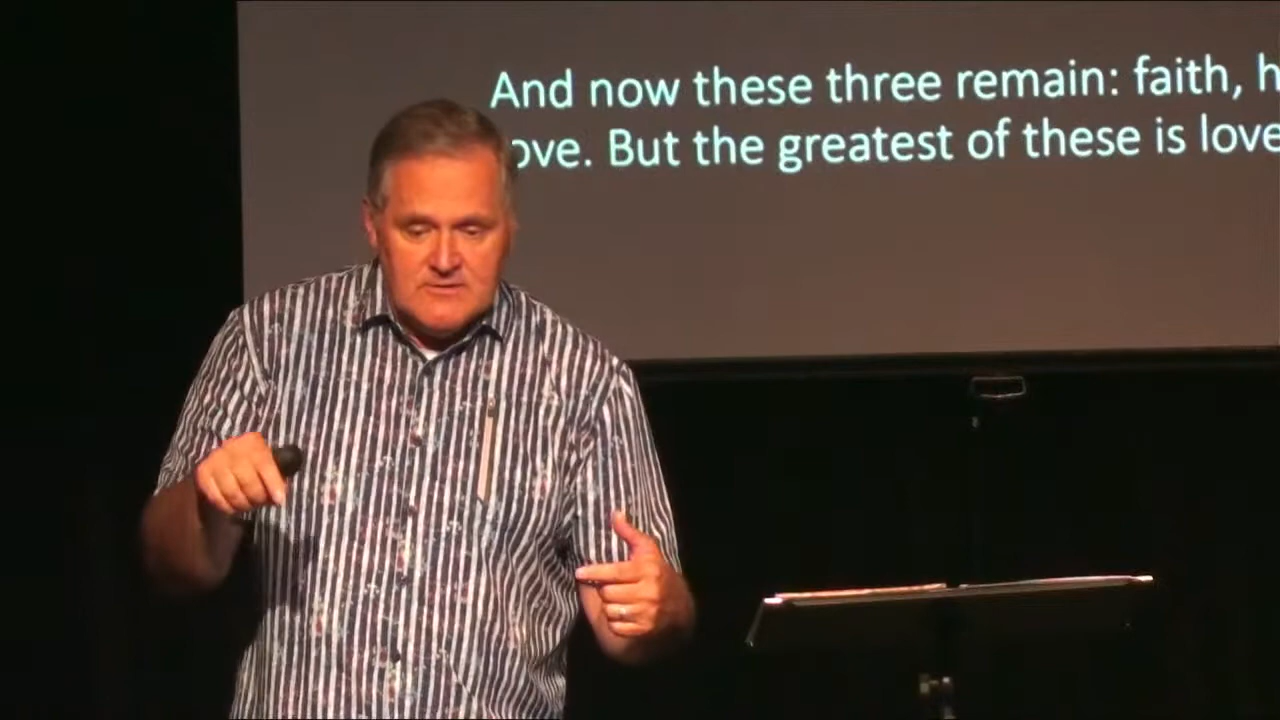 And now these three remain: faith, h
ove. But the greatest of these is love